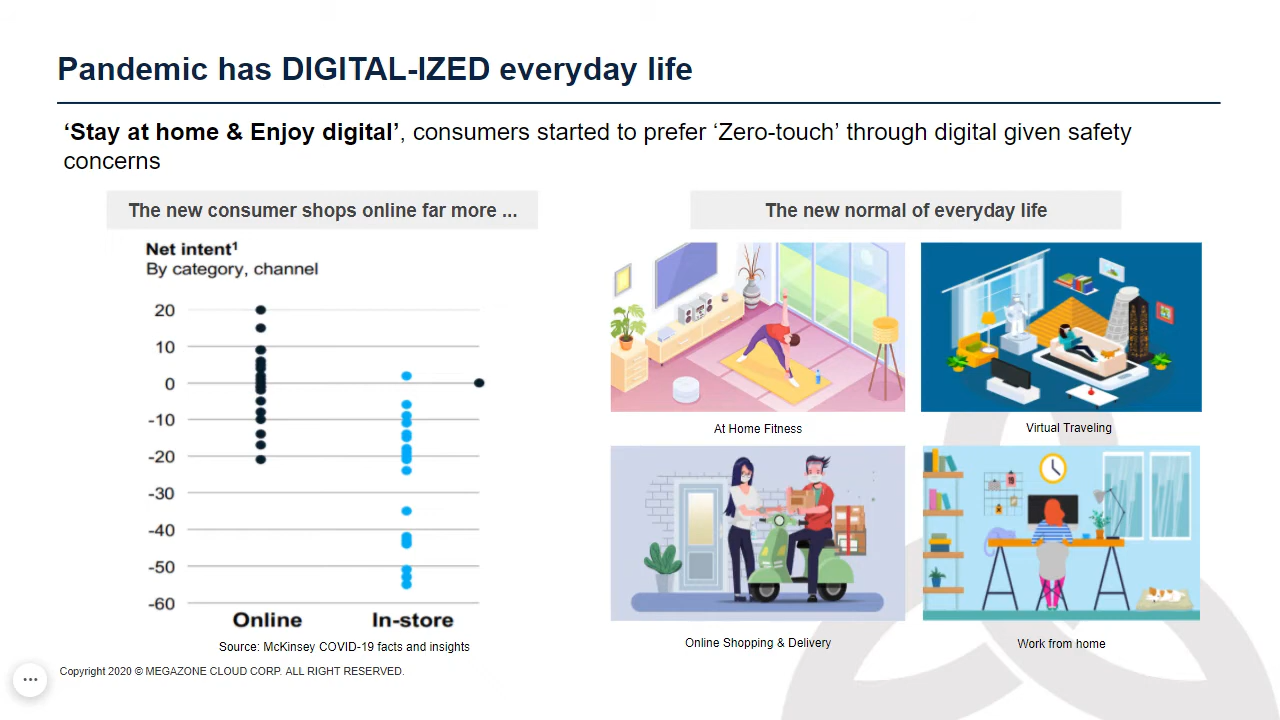 Pandemic has DIGITAL-IZED everyday life
‘Stay at home & Enjoy digital’, consumers started to prefer ‘Zero-touch’ through digital given safety
concerns
The new consumer shops online far more ...
Net intent¹
By category, channel
20
10
0
-10
-20
-30
-40
-50
-60
Online In-store
Source: McKinsey COVID-19 facts and insights
The new normal of everyday life
At Home Fitness
Virtual Traveling
Online Shopping & Delivery
Work from home
Copyright 2020 © MEGAZONE CLOUD CORP. ALL RIGHT RESERVED.